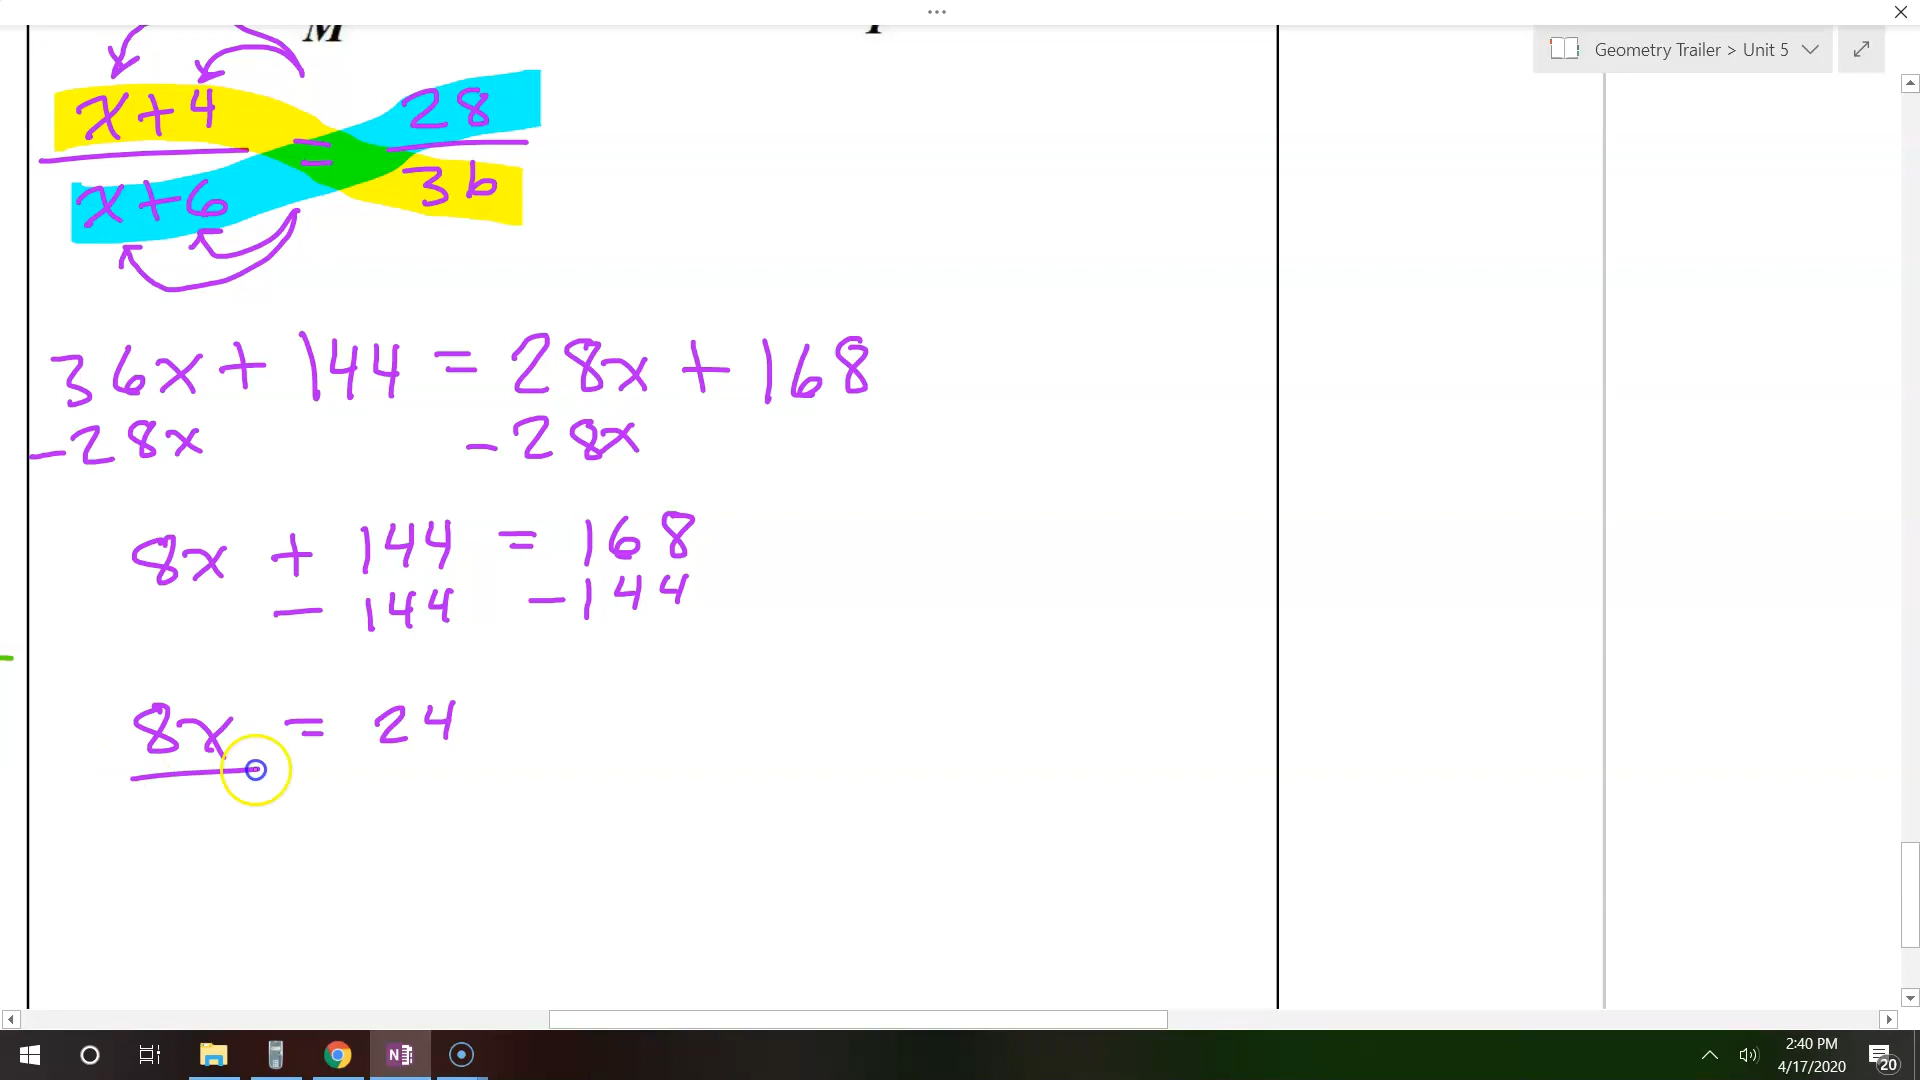 ...
M
Geometry Trailer > Unit 5
x+4 = 28
x+6 36
36x + 144 = 28x + 168
-28x -28x
8x + 144 = 168
- 144 -144
8x = 24
N
2:40 PM
4/17/2020
20